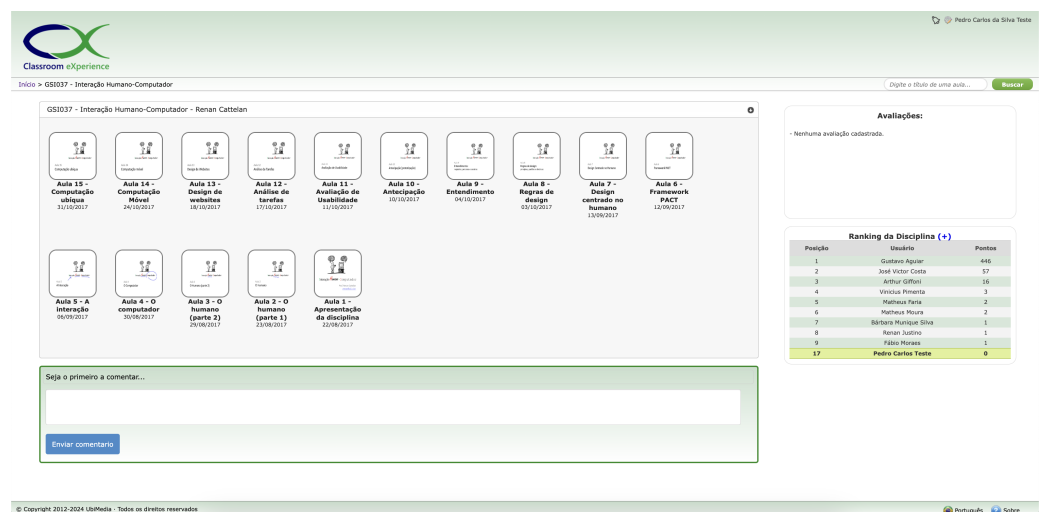 Pedro Carlos da Silva Teste
Classroom eXperience
Início > GSI037 - Interação Humano-Computador
Digite o título de uma aula...
Buscar
GSI037 - Interação Humano-Computador - Renan Cattelan
Aula 15 -
Computação
ubíqua
31/10/2017
Aula 14 -
Computação
Móvel
24/10/2017
Aula 13 -
Design de
websites
18/10/2017
Aula 12 -
Análise de
tarefas
17/10/2017
Aula 11 -
Avaliação de
Usabilidade
11/10/2017
Aula 10 -
Antecipação
10/10/2017
Aula 9 -
Entendimento
04/10/2017
Aula 8 -
Regras de
design
03/10/2017
Aula 7 -
Design
centrado no
humano
13/09/2017
Aula 6 -
Framework
PACT
12/09/2017
Aula 5 - A
interação
06/09/2017
Aula 4 - O
computador
30/08/2017
Aula 3 - O
humano
(parte 2)
29/08/2017
Aula 2 - O
humano
(parte 1)
23/08/2017
Aula 1 -
Apresentação
da disciplina
22/08/2017
Seja o primeiro a comentar...
Enviar comentario
Avaliações:
- Nenhuma avaliação cadastrada.
Ranking da Disciplina (+)
Posição Usuário Pontos
1 Gustavo Aguiar 446
2 José Victor Costa 57
3 Arthur Giffoni 16
4 Vinicius Pimenta 3
5 Matheus Faria 2
6 Matheus Moura 2
7 Bárbara Munique Silva 1
8 Renan Justino 1
9 Fábio Moraes 1
17 Pedro Carlos Teste 0
© Copyright 2012-2024 UbiMedia - Todos os direitos reservados
Português
Sobre